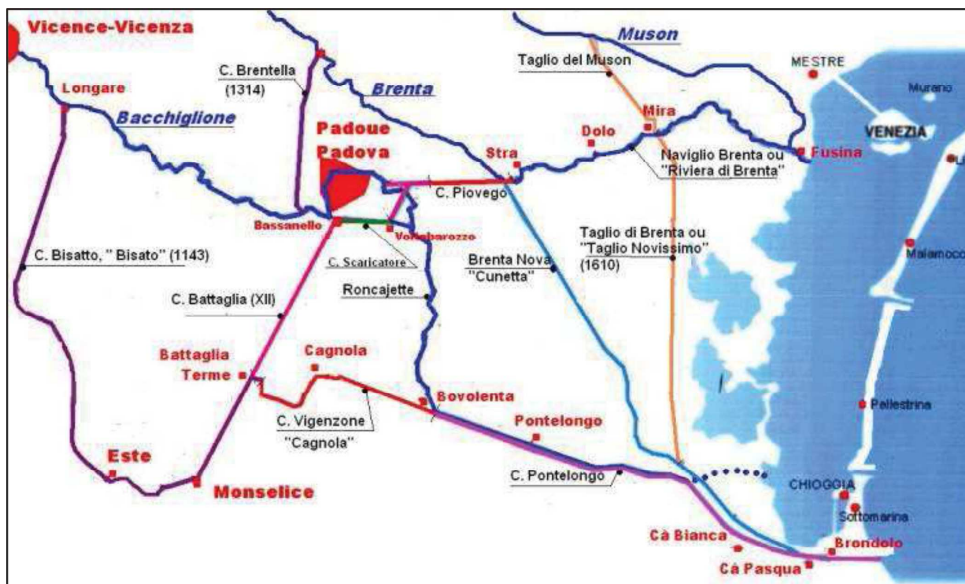 Vicence-Vicenza
Muson
Taglio del Muson
MESTRE
C. Brentella
(1314)
Brenta
Murano
Longare
Bacchiglione
Mira
VENEZIA
Dolo
Padoue
Padova
Stra
Fusina
Naviglio Brenta ou
"Riviera di Brenta"
C. Piovego
Bassanello
Voltabarozzo
C. Scaricatore
Taglio di Brenta ou
"Taglio Novissimo"
(1610)
Malamocco
C. Bisatto, "Bisato" (1143)
Brenta Nova
"Cunetta"
Roncajette
C. Battaglia (XII)
Battaglia
Terme
Cagnola
Bovolenta
Pellestrina
C. Vigenzone
"Cagnola"
Pontelongo
Este
Monselice
C. Pontelongo
CHIOGGIA
Sottomarina
Cà Bianca
Brondolo
Cà Pasqua